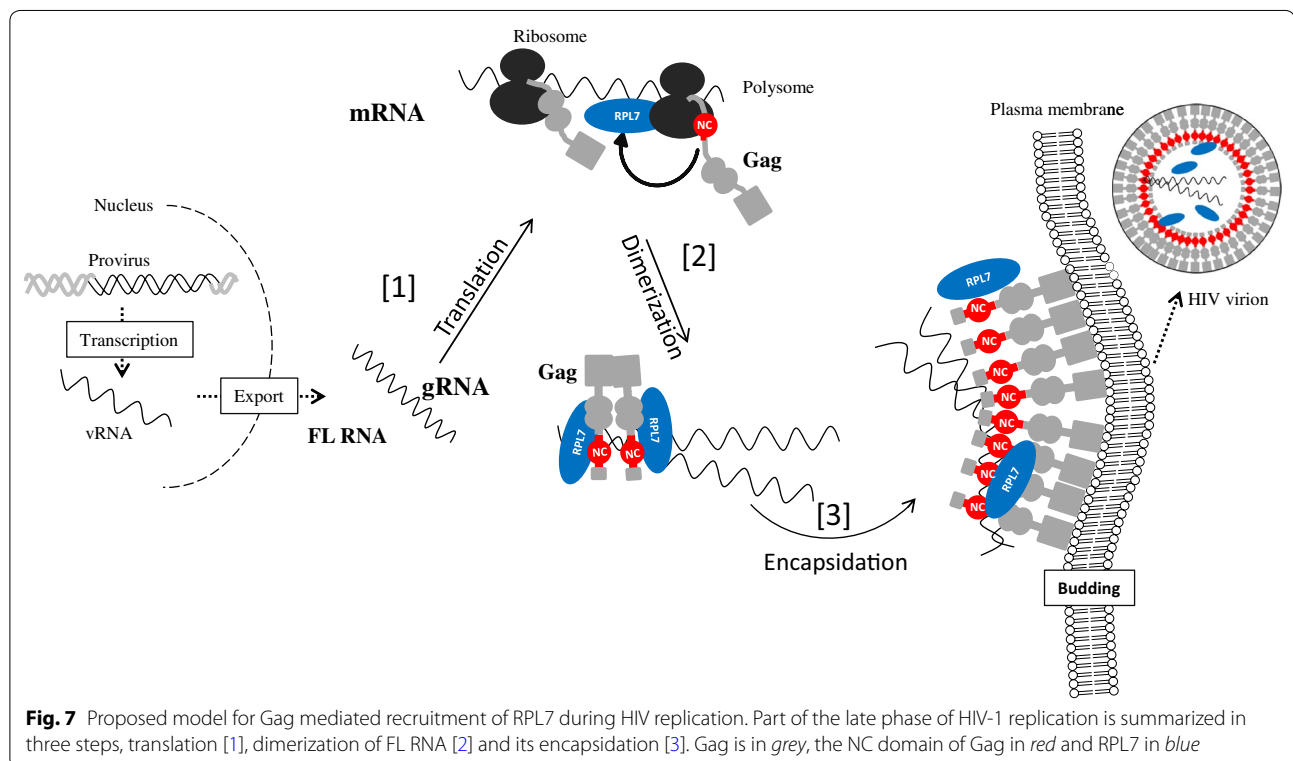 Ribosome
Polysome
mRNA
RPL7
NC
Gag
Plasma membrane
Nucleus
Provirus
Transcription
vRNA
Export
FL RNA
gRNA
[1]
Translation
[2]
Dimerization
Gag
RPL7
RPL7
NC
NC
[3]
Encapsidation
RPL7
NC
NC
NC
NC
NC
NC
NC
NC
RPL7
Budding
HIV virion
Fig. 7 Proposed model for Gag mediated recruitment of RPL7 during HIV replication. Part of the late phase of HIV-1 replication is summarized in
three steps, translation [1], dimerization of FL RNA [2] and its encapsidation [3]. Gag is in grey, the NC domain of Gag in red and RPL7 in blue